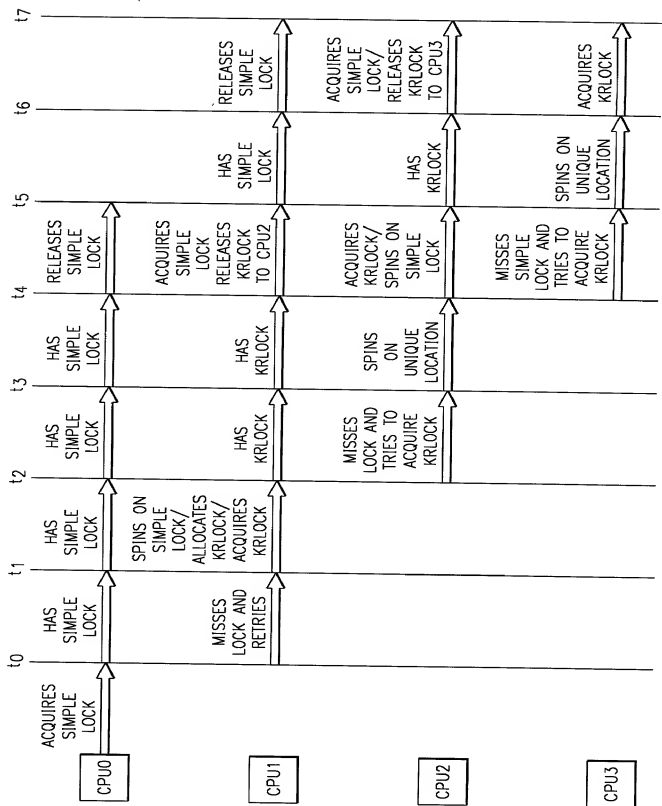 t0
t1
t2
t3
t4
t5
t6
t7
CPU0
ACQUIRES
SIMPLE
LOCK
HAS
SIMPLE
LOCK
HAS
SIMPLE
LOCK
HAS
SIMPLE
LOCK
HAS
SIMPLE
LOCK
RELEASES
SIMPLE
LOCK
CPU1
MISSES
LOCK AND
RETRIES
SPINS ON
SIMPLE
LOCK/
ALLOCATES
KRLOCK/
ACQUIRES
KRLOCK
HAS
KRLOCK
HAS
KRLOCK
ACQUIRES
SIMPLE
LOCK
RELEASES
KRLOCK
TO CPU2
HAS
SIMPLE
LOCK
RELEASES
SIMPLE
LOCK
CPU2
MISSES
LOCK AND
TRIES TO
ACQUIRE
KRLOCK
SPINS
ON
UNIQUE
LOCATION
ACQUIRES
KRLOCK/
SPINS ON
SIMPLE
LOCK
HAS
KRLOCK
ACQUIRES
SIMPLE
LOCK/
RELEASES
KRLOCK
TO CPU3
CPU3
MISSES
SIMPLE
LOCK AND
TRIES TO
ACQUIRE
KRLOCK
SPINS ON
UNIQUE
LOCATION
ACQUIRES
KRLOCK